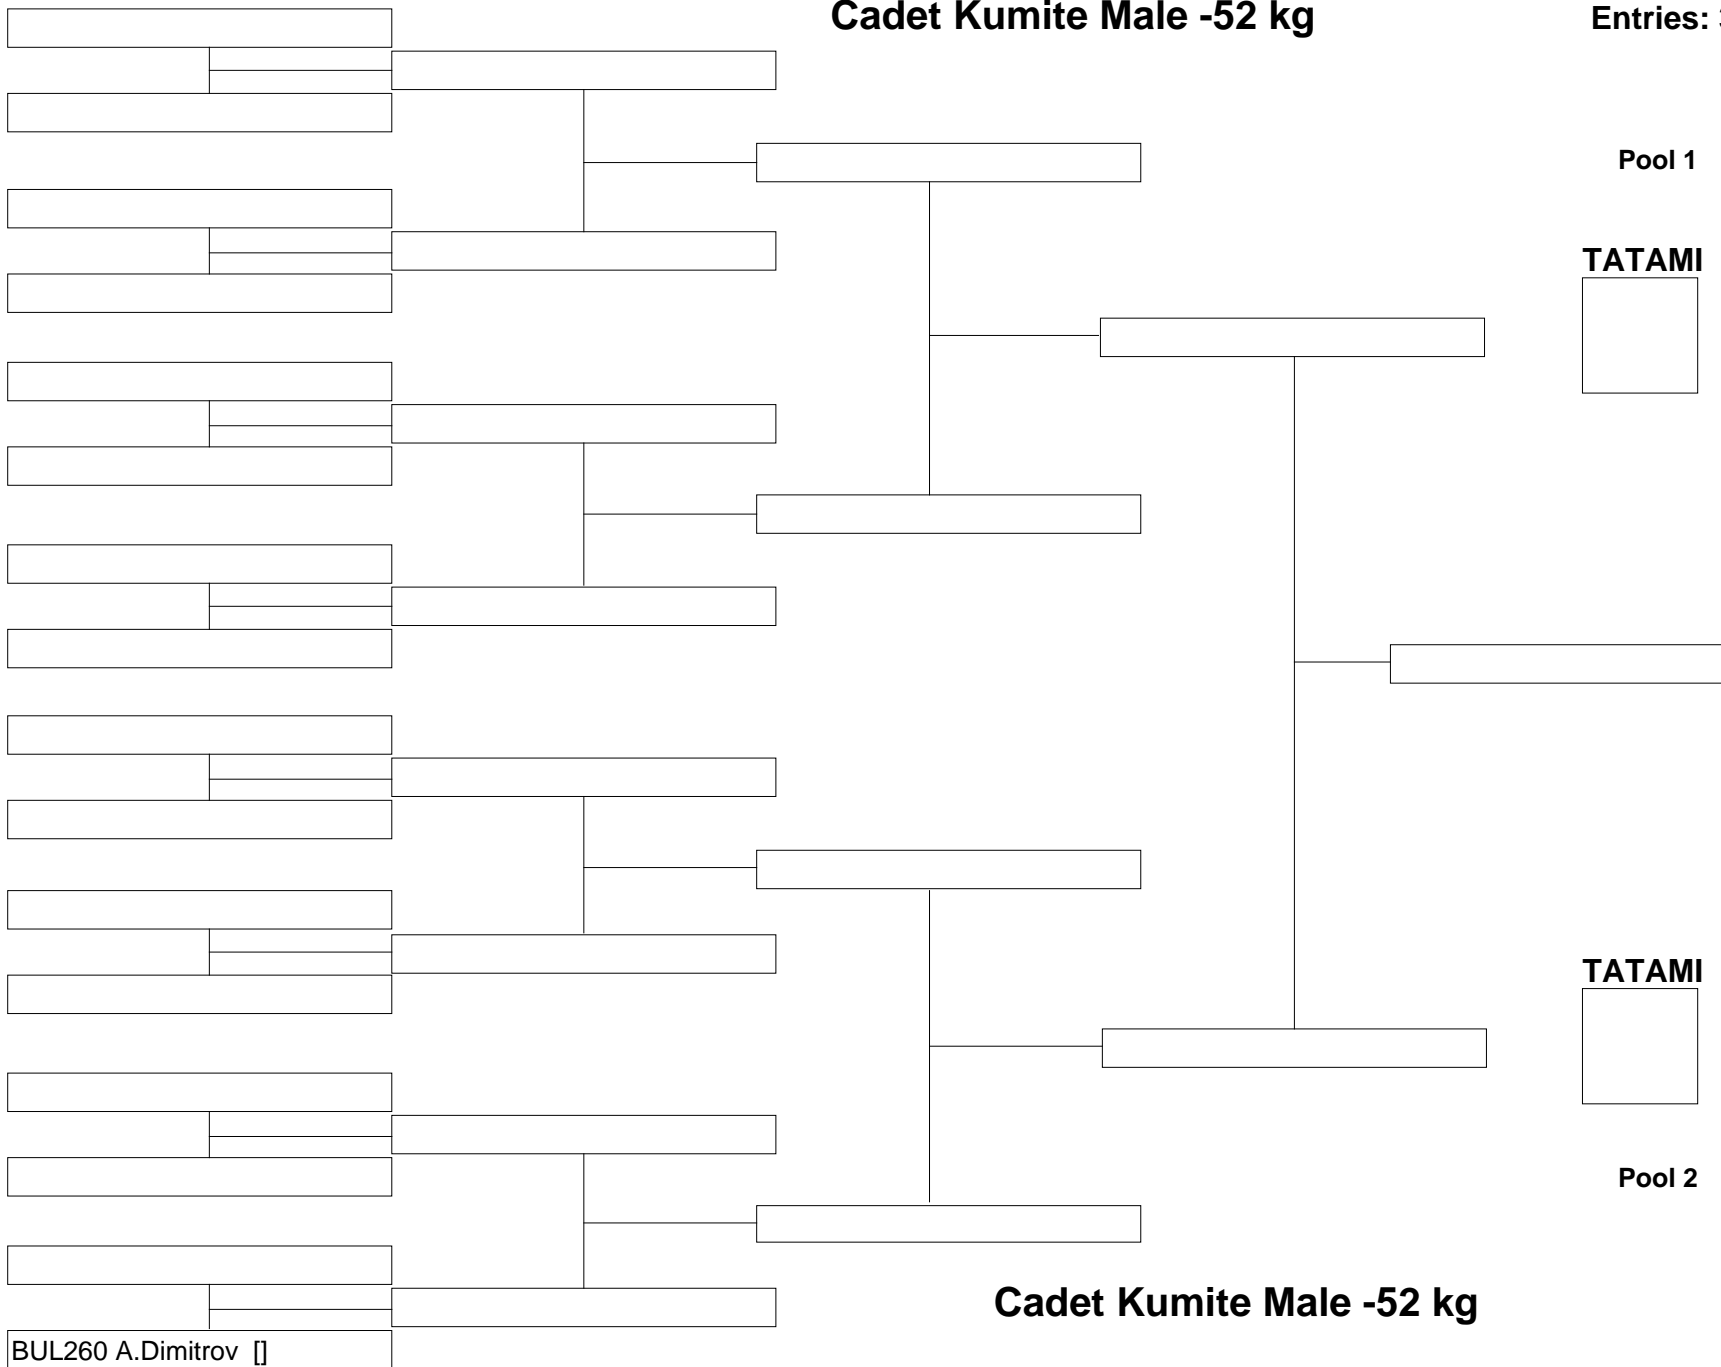 Cadet Kumite Male -52 kg
Entries:
Pool 1
TATAMI
TATAMI
Pool 2
Cadet Kumite Male -52 kg
BUL260 A.Dimitrov []